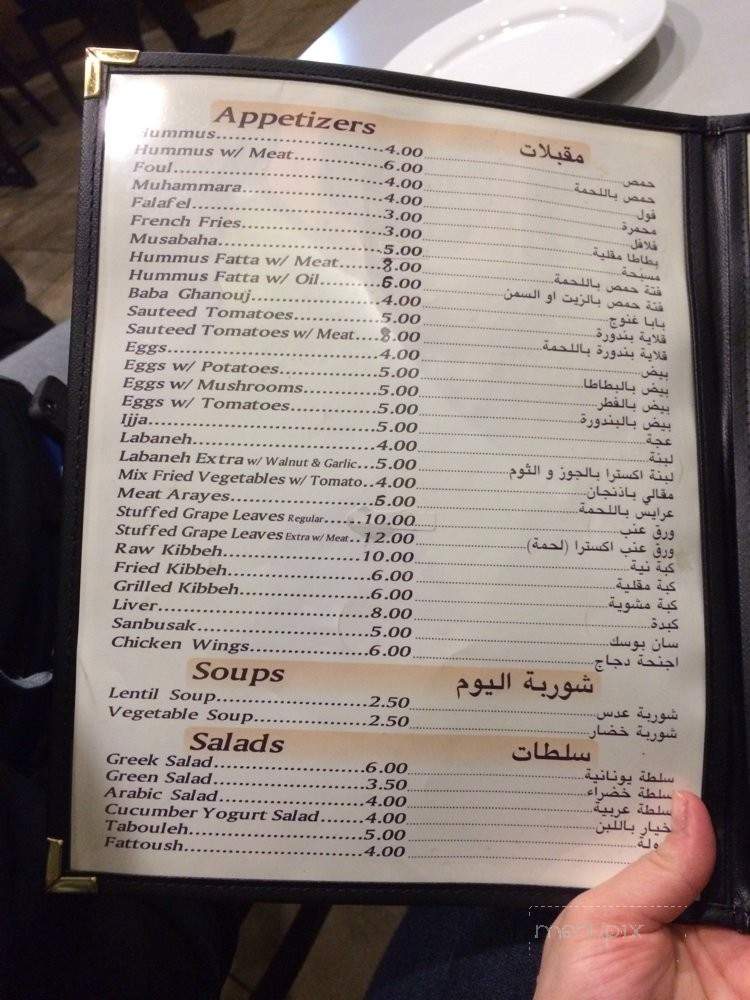 Appetizers مقبلات
Hummus 4.00 حمص
Hummus w/ Meat 6.00 حمص باللحمة
Foul 4.00 فول
Muhammara 4.00 محمرة
Falafel 3.00 فلافل
French Fries 3.00 بطاطا مقلية
Musabaha 5.00 مسبحة
Hummus Fatta w/ Meat 8.00 فتة حمص باللحمة
Hummus Fatta w/ Oil 6.00 فتة حمص بالزيت او السمن
Baba Ghanouj 4.00 بابا غنوج
Sauteed Tomatoes 5.00 قلاية بندورة
Sauteed Tomatoes w/ Meat 8.00 قلاية بندورة باللحمة
Eggs 4.00 بيض
Eggs w/ Potatoes 5.00 بيض بالبطاطا
Eggs w/ Mushrooms 5.00 بيض بالفطر
Eggs w/ Tomatoes 5.00 بيض بالبندورة
Ijja 5.00 عجة
Labaneh 4.00 لبنة
Labaneh Extra w/ Walnut & Garlic 5.00 لبنة اكسترا بالجوز و الثوم
Mix Fried Vegetables w/ Tomato 4.00 مقالي باذنجان
Meat Arayes 6.00 عرايس باللحمة
Stuffed Grape Leaves Regular 10.00 ورق عنب
Stuffed Grape Leaves Extra w/ Meat 12.00 ورق عنب اكسترا (لحمة)
Raw Kibbeh 10.00 كبة نية
Fried Kibbeh 6.00 كبة مقلية
Grilled Kibbeh 6.00 كبة مشوية
Liver 8.00 كبدة
Sanbusak 5.00 سان بوسك
Chicken Wings 6.00 اجنحة دجاج
Soups شوربة اليوم
Lentil Soup 2.50 شوربة عدس
Vegetable Soup 2.50 شوربة خضار
Salads سلطات
Greek Salad 6.00 سلطة يونانية
Green Salad 3.50 سلطة خضراء
Arabic Salad 4.00 سلطة عربية
Cucumber Yogurt Salad 4.00 خيار باللبن
Tabouleh 5.00
Fattoush 4.00
menupix